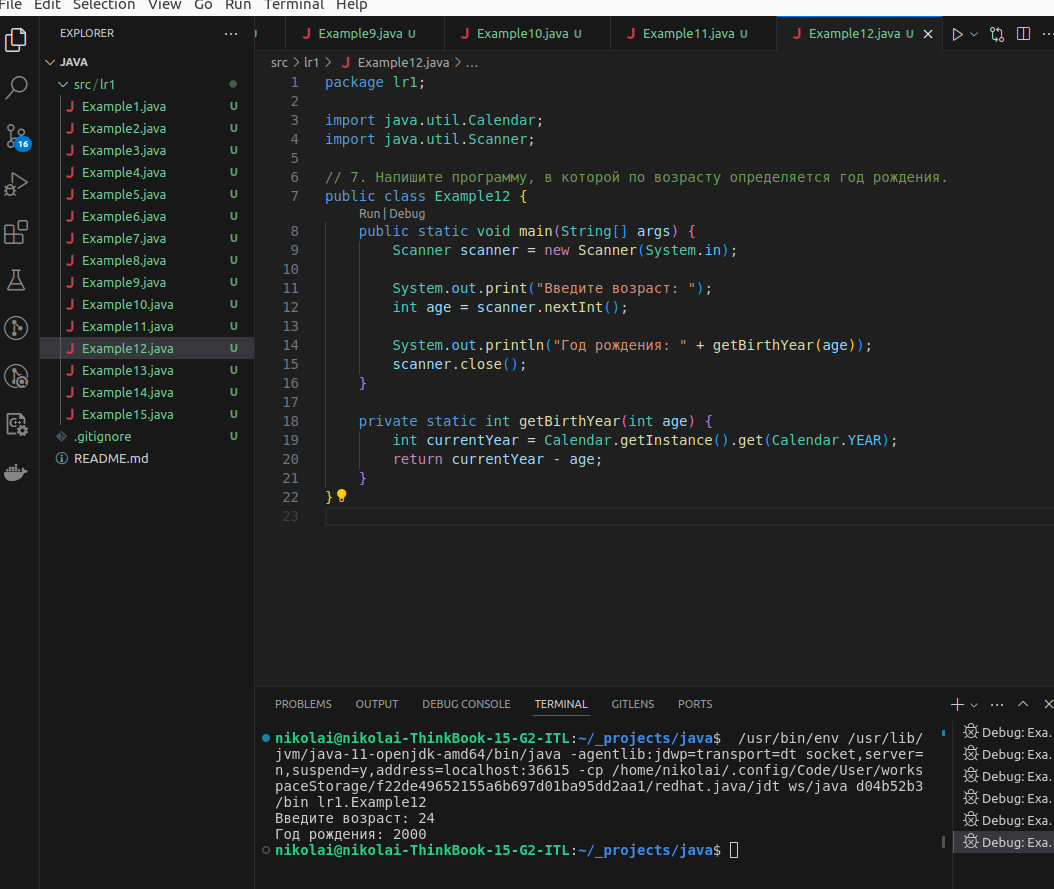 File Edit Selection View Go Run Terminal Help
EXPLORER
JAVA
src/lr1
Example1.java U
Example2.java U
Example3.java U
Example4.java U
Example5.java U
Example6.java U
Example7.java U
Example8.java U
Example9.java U
Example10.java U
Example11.java U
Example12.java U
Example13.java U
Example14.java U
Example15.java U
.gitignore U
README.md
16
U Example9.java U Example10.java U Example11.java U Example12.java U
src > lr1 > Example12.java > ...
1 package lr1;
2
3 import java.util.Calendar;
4 import java.util.Scanner;
5
6 // 7. Напишите программу, в которой по возрасту определяется год рождения.
7 public class Example12 {
Run | Debug
8 public static void main(String[] args) {
9 Scanner scanner = new Scanner(System.in);
10
11 System.out.print("Введите возраст: ");
12 int age = scanner.nextInt();
13
14 System.out.println("Год рождения: " + getBirthYear(age));
15 scanner.close();
16 }
17
18 private static int getBirthYear(int age) {
19 int currentYear = Calendar.getInstance().get(Calendar.YEAR);
20 return currentYear - age;
21 }
22 }
23
PROBLEMS OUTPUT DEBUG CONSOLE TERMINAL GITLENS PORTS
nikolai@nikolai-ThinkBook-15-G2-ITL:~/_projects/java$ /usr/bin/env /usr/lib/
jvm/java-11-openjdk-amd64/bin/java -agentlib:jdwp=transport=dt socket,server=
n,suspend=y,address=localhost:36615 -cp /home/nikolai/.config/Code/User/works
paceStorage/f22de49652155a6b697d01ba95dd2aa1/redhat.java/jdt ws/java d04b52b3
/bin lr1.Example12
Введите возраст: 24
Год рождения: 2000
nikolai@nikolai-ThinkBook-15-G2-ITL:~/_projects/java$
Debug: Exa...
Debug: Exa...
Debug: Exa...
Debug: Exa...
Debug: Exa...
Debug: Exa...